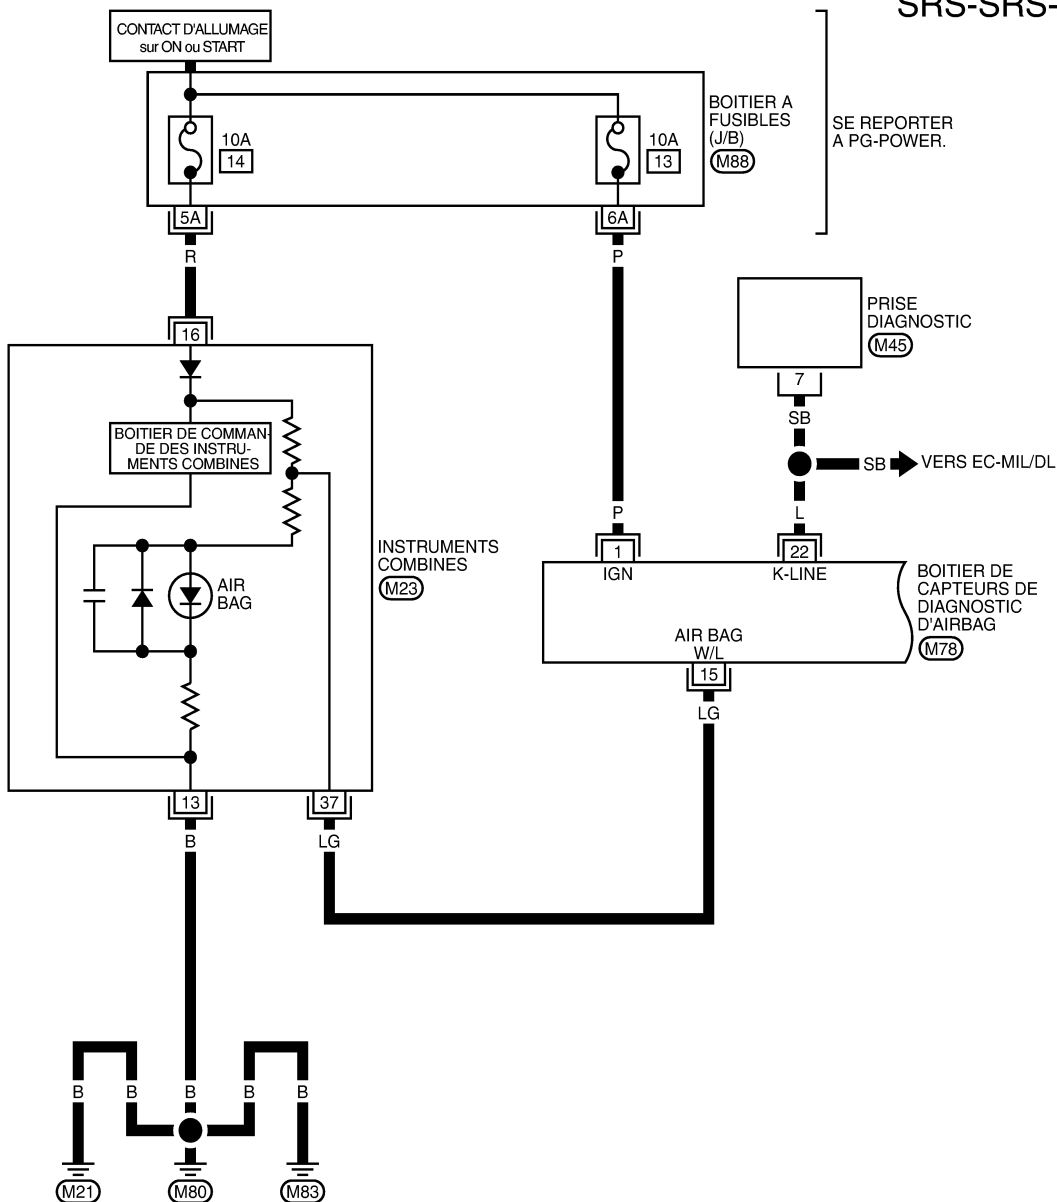 SRS-SRS-
CONTACT D'ALLUMAGE
sur ON ou START
BOITIER A
FUSIBLES
(J/B)
M88
SE REPORTER
A PG-POWER.
10A
14
10A
13
5A
6A
R
P
16
PRISE
DIAGNOSTIC
M45
7
SB
SB
VERS EC-MIL/DL
BOITIER DE COMMAN-
DE DES INSTRU-
MENTS COMBINES
P
L
INSTRUMENTS
COMBINES
M23
1
22
IGN
K-LINE
BOITIER DE
CAPTEURS DE
DIAGNOSTIC
D'AIRBAG
M78
AIR
BAG
AIR BAG
W/L
15
LG
13
37
B
LG
B
B
B
B
B
M21
M80
M83